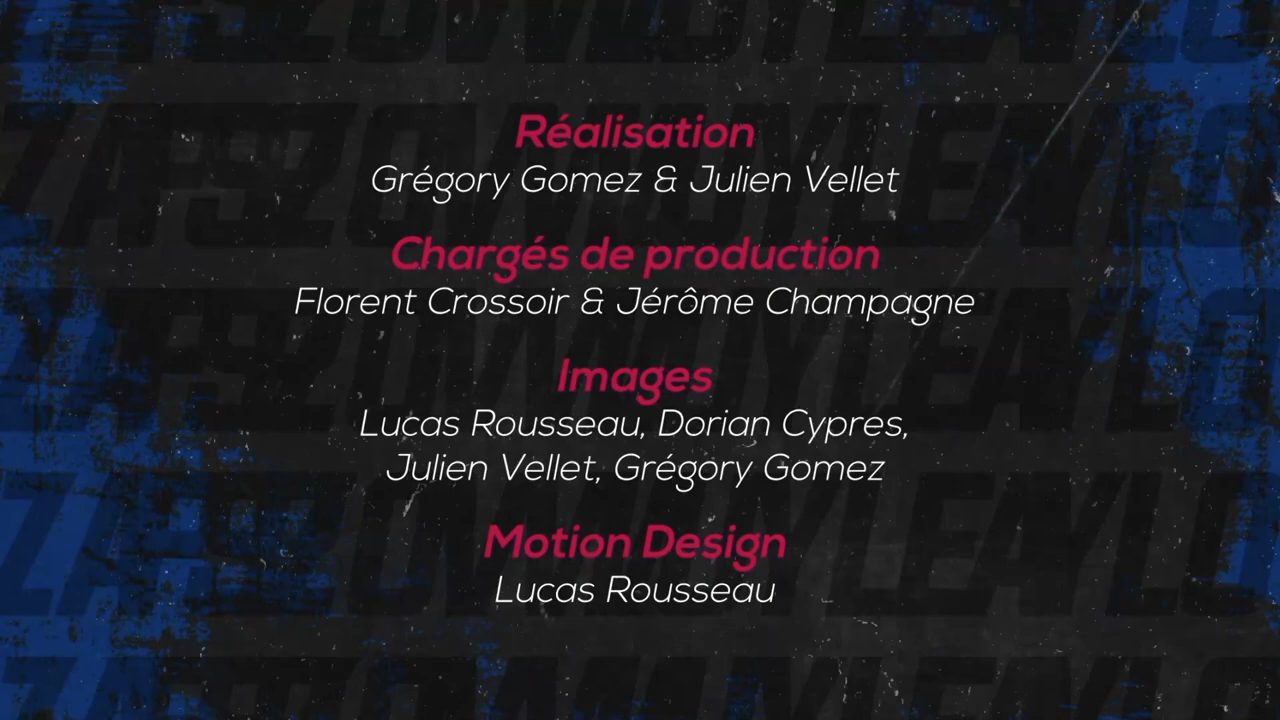 Réalisation
Grégory Gomez & Julien Vellet
Chargés de production
Florent Crossoir & Jérôme Champagne
Images
Lucas Rousseau, Dorian Cypres,
Julien Vellet, Grégory Gomez
Motion Design
Lucas Rousseau